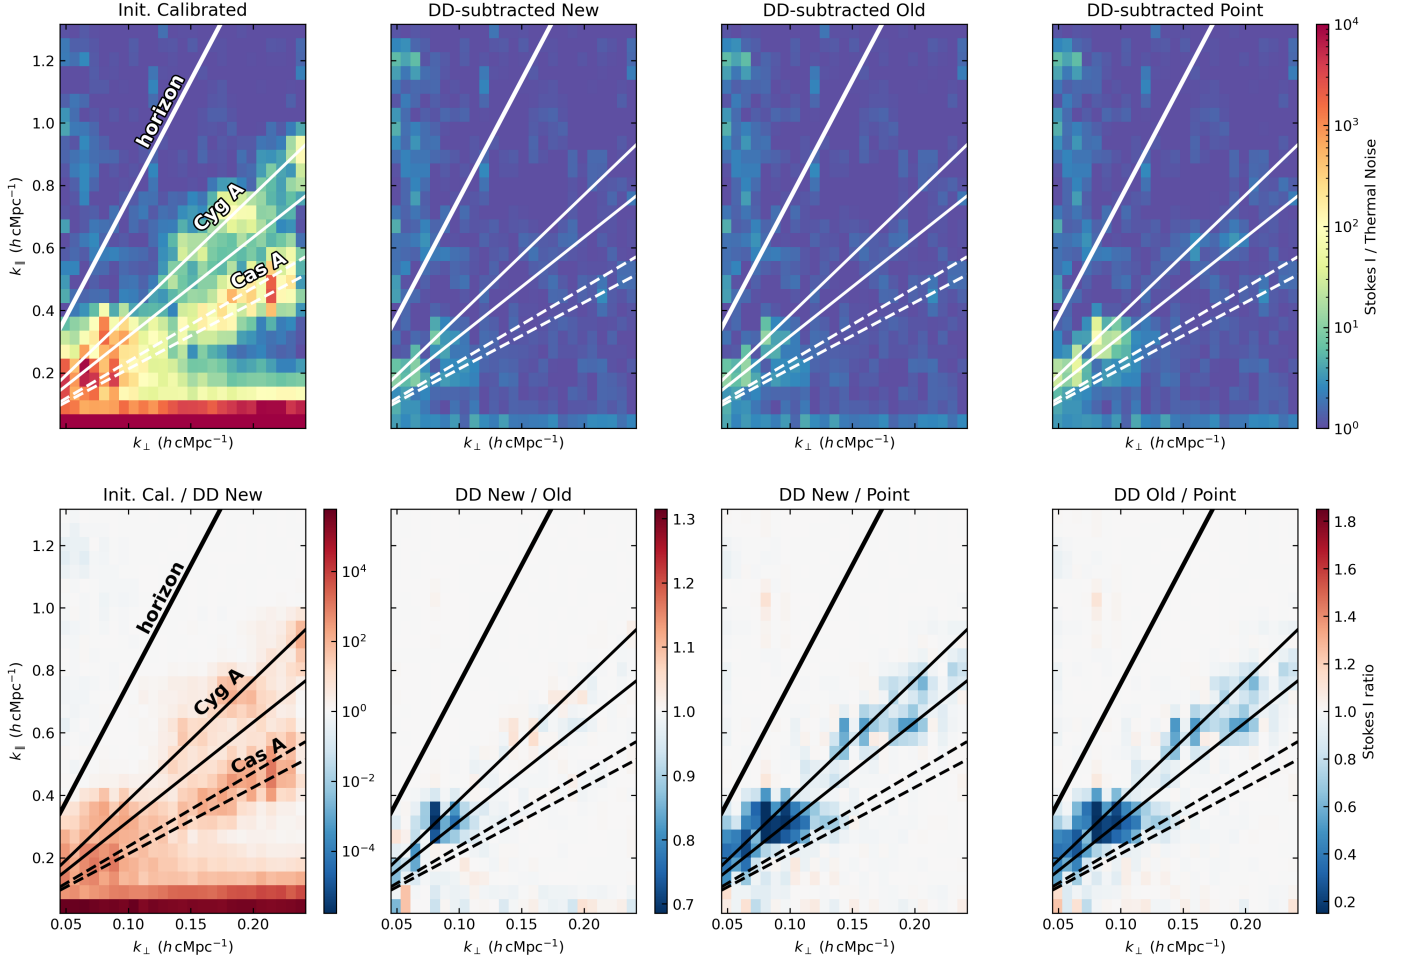 Init. Calibrated
DD-subtracted New
DD-subtracted Old
DD-subtracted Point
1.2
1.0
0.8
0.6
0.4
0.2
k∥ (h cMpc⁻¹)
horizon
Cyg A
Cas A
k⊥ (h cMpc⁻¹)
k⊥ (h cMpc⁻¹)
k⊥ (h cMpc⁻¹)
k⊥ (h cMpc⁻¹)
10⁴
10³
10²
10¹
10⁰
Stokes I / Thermal Noise
Init. Cal. / DD New
DD New / Old
DD New / Point
DD Old / Point
1.2
1.0
0.8
0.6
0.4
0.2
k∥ (h cMpc⁻¹)
horizon
Cyg A
Cas A
0.05 0.10 0.15 0.20
k⊥ (h cMpc⁻¹)
10⁴
10²
10⁰
10⁻²
10⁻⁴
0.05 0.10 0.15 0.20
k⊥ (h cMpc⁻¹)
1.3
1.2
1.1
1.0
0.9
0.8
0.7
0.05 0.10 0.15 0.20
k⊥ (h cMpc⁻¹)
0.05 0.10 0.15 0.20
k⊥ (h cMpc⁻¹)
1.8
1.6
1.4
1.2
1.0
0.8
0.6
0.4
0.2
Stokes I ratio